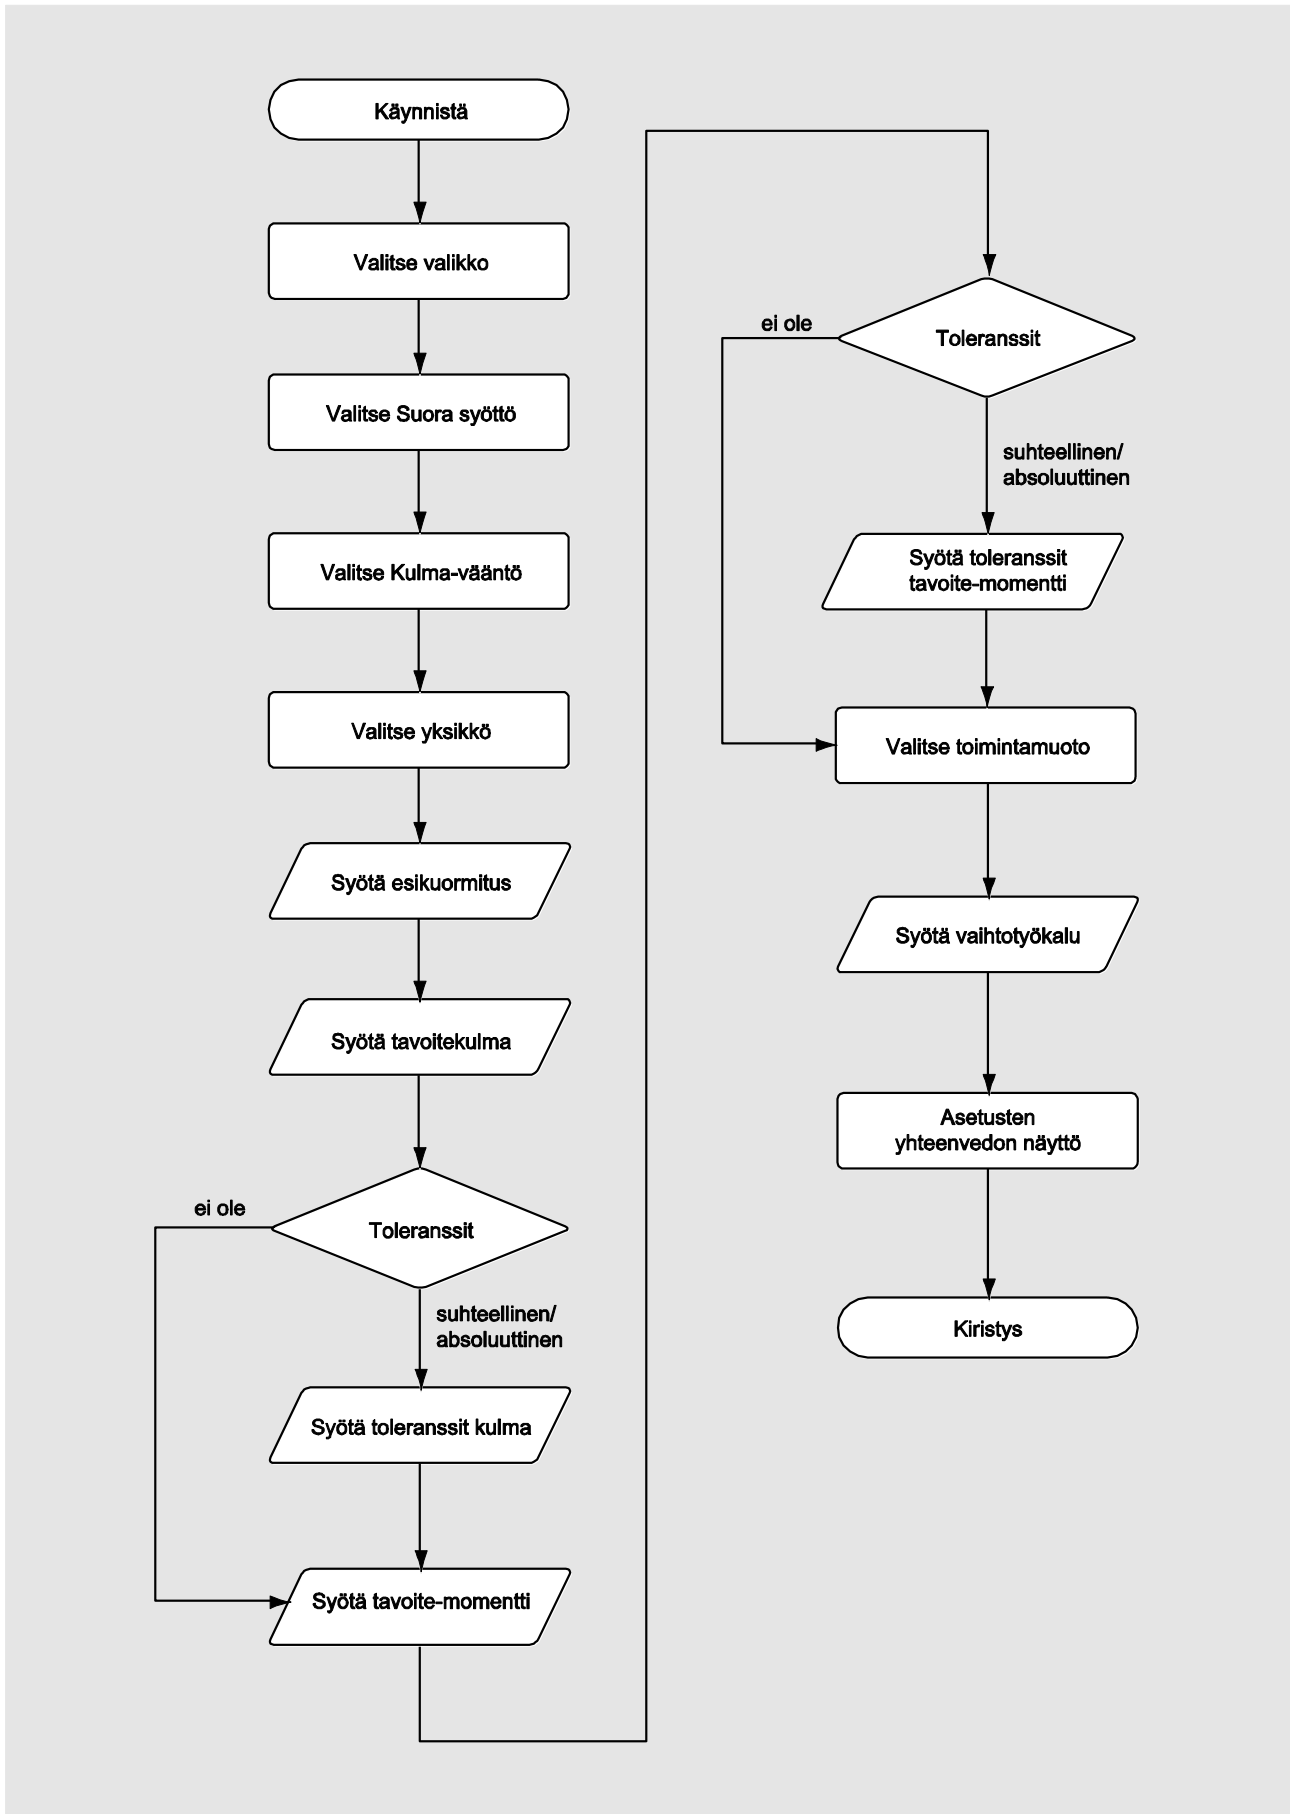 Käynnistä
Valitse valikko
Valitse Suora syöttö
Valitse Kulma-vääntö
Valitse yksikkö
Syötä esikuormitus
Syötä tavoitekulma
ei ole
Toleranssit
suhteellinen/
absoluuttinen
Syötä toleranssit kulma
Syötä tavoite-momentti
ei ole
Toleranssit
suhteellinen/
absoluuttinen
Syötä toleranssit
tavoite-momentti
Valitse toimintamuoto
Syötä vaihtotyökalu
Asetusten
yhteenvedon näyttö
Kiristys